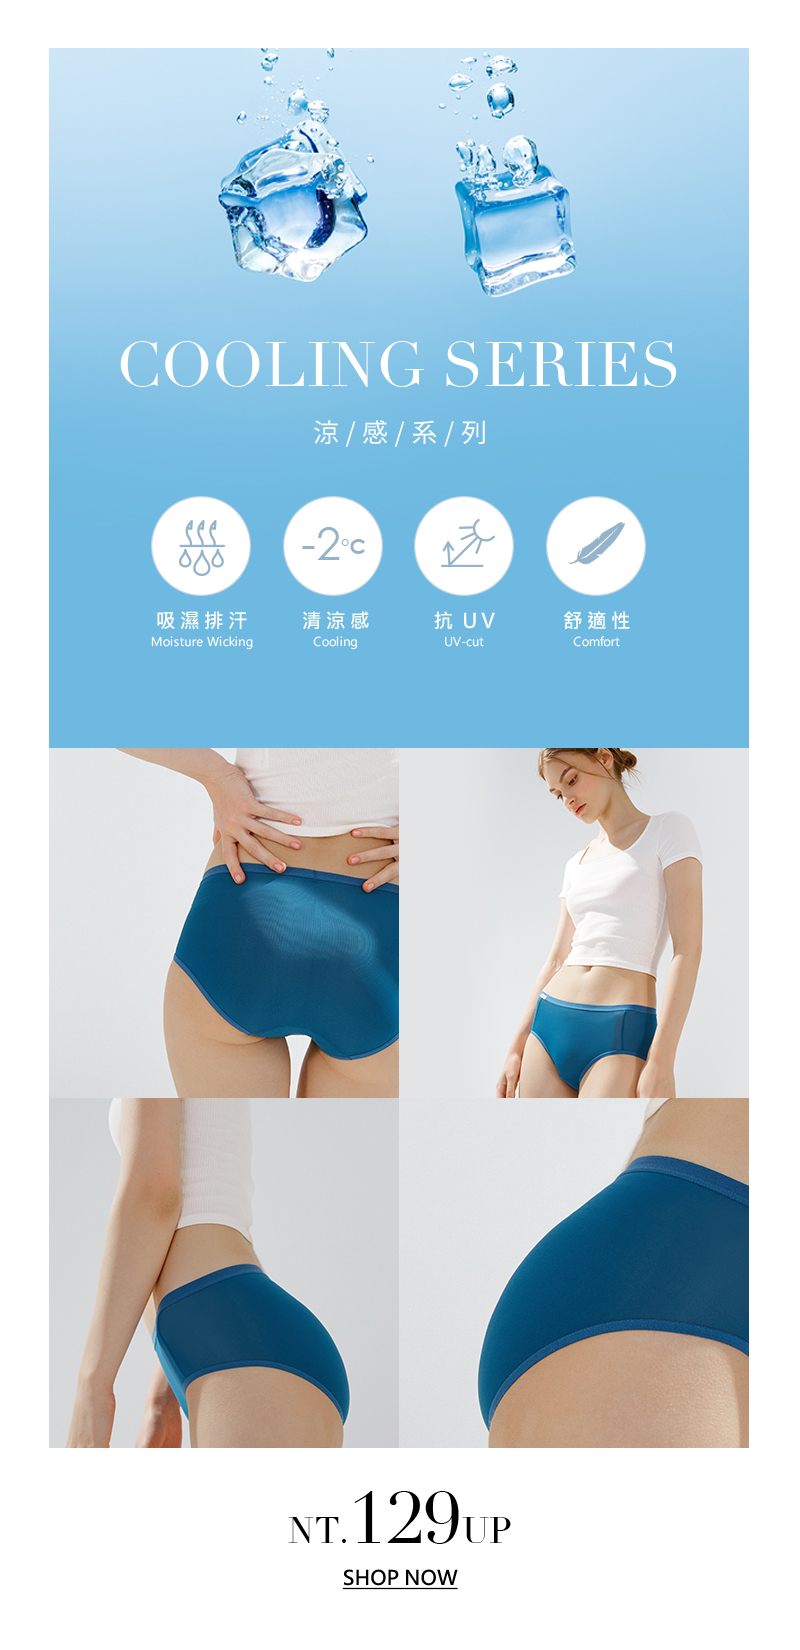 COOLING SERIES
涼/感/系/列
-2°C
吸濕排汗 清涼感 抗 UV 舒適性
Moisture Wicking Cooling UV-cut Comfort
NT.129UP
SHOP NOW